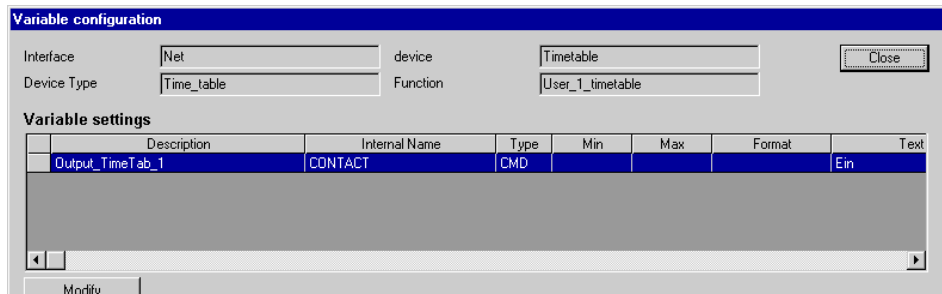 Variable configuration
Interface Net device Timetable Close
Device Type Time_table Function User_1_timetable
Variable settings
Description Internal Name Type Min Max Format Text
Output_TimeTab_1 CONTACT CMD Ein
Modify